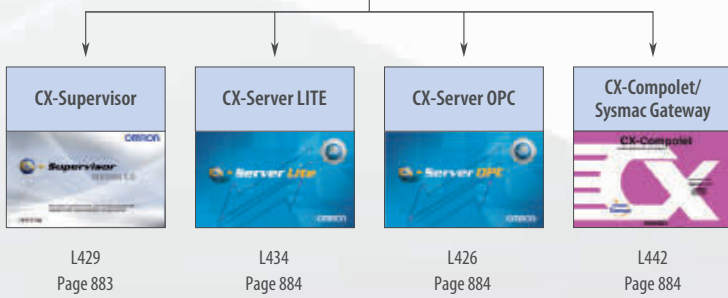 CX-Supervisor
CX-Server LITE
CX-Server OPC
CX-Compolet/
Sysmac Gateway
OMRON
Supervisor
Server Lite
OMRON
Server OPC
OMRON
CX-Compolet
CX
L429
Page 883
L434
Page 884
L426
Page 884
L442
Page 884